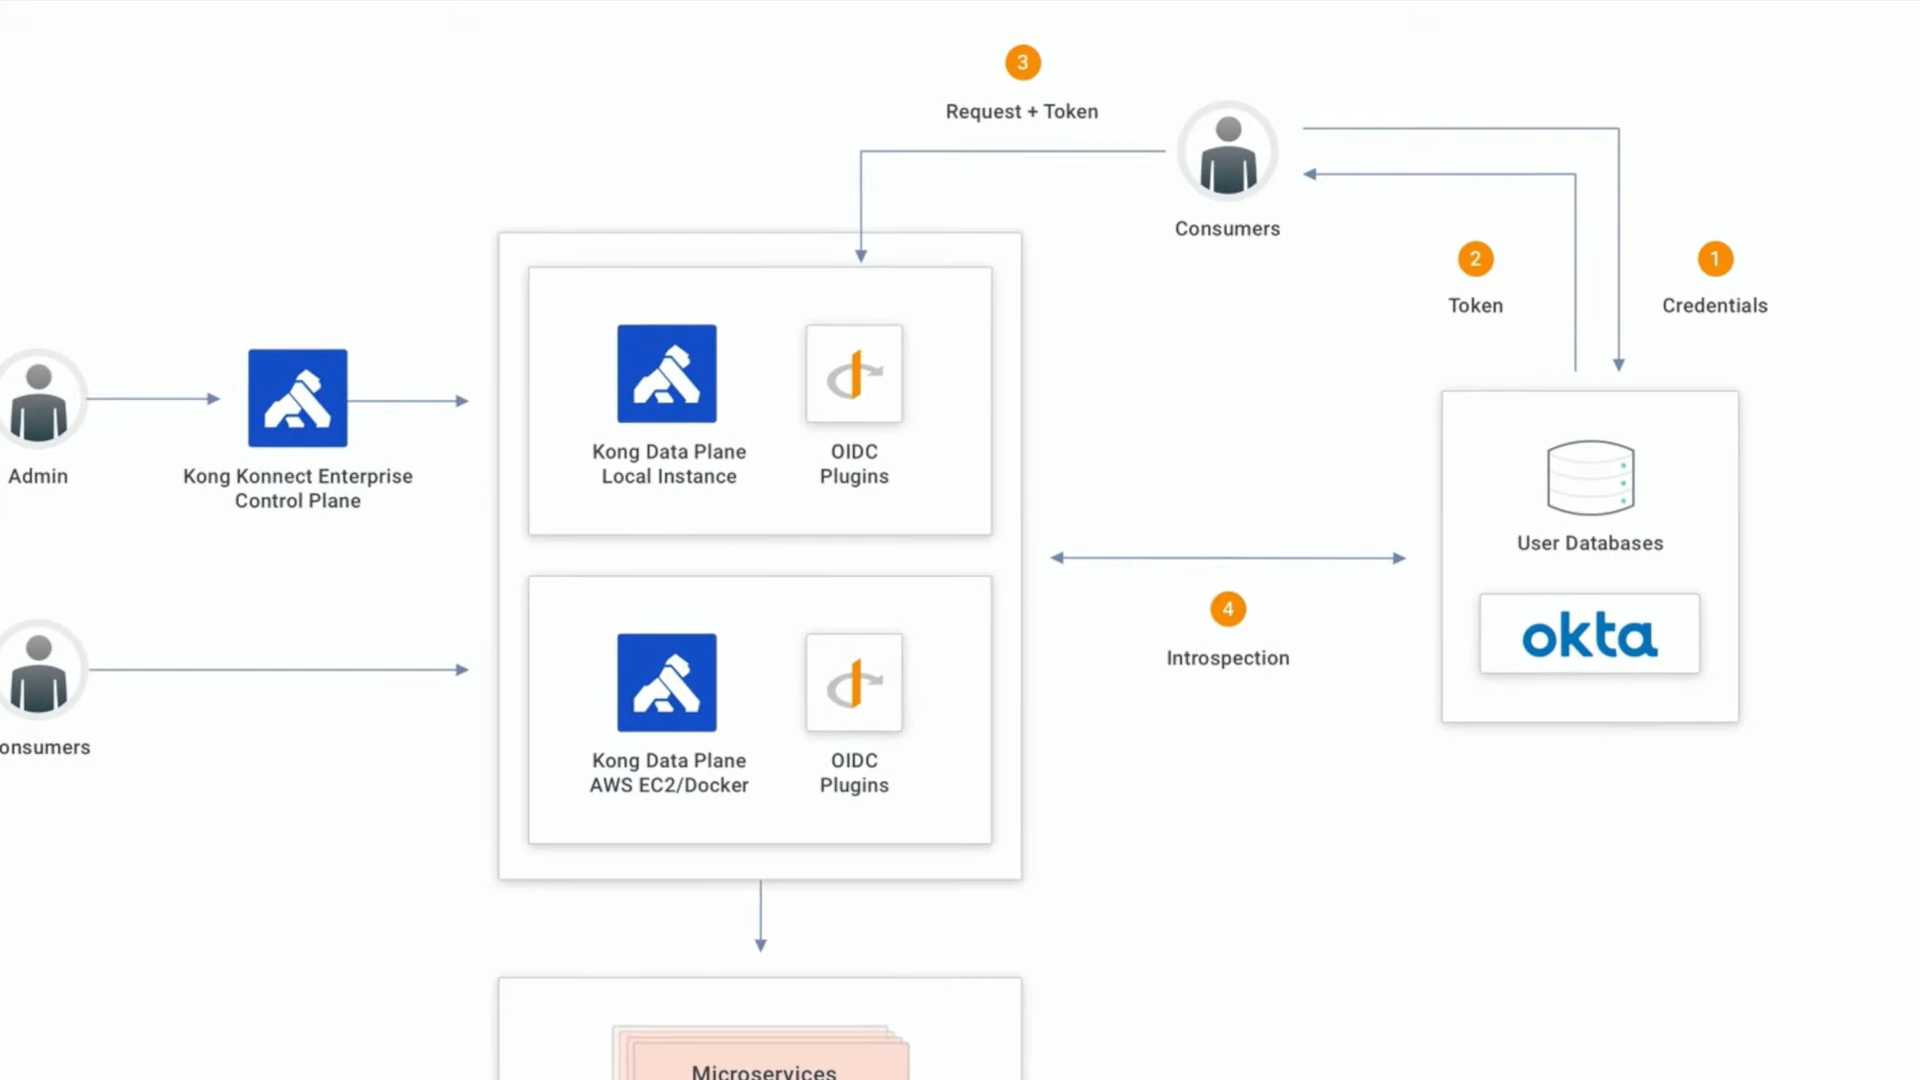 3
Request + Token
Consumers
2
Token
1
Credentials
Admin
Kong Konnect Enterprise
Control Plane
Kong Data Plane
Local Instance
OIDC
Plugins
User Databases
okta
4
Introspection
onsumers
Kong Data Plane
AWS EC2/Docker
OIDC
Plugins
Microservices